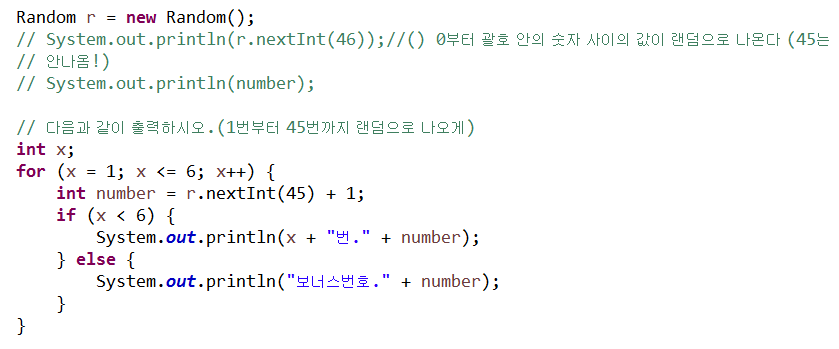 Random r = new Random();
// System.out.println(r.nextInt(46));//() 0부터 괄호 안의 숫자 사이의 값이 랜덤으로 나온다 (45는
// 안나옴!)
// System.out.println(number);
// 다음과 같이 출력하시오.(1번부터 45번까지 랜덤으로 나오게)
int x;
for (x = 1; x <= 6; x++) {
int number = r.nextInt(45) + 1;
if (x < 6) {
System.out.println(x + "번." + number);
} else {
System.out.println("보너스번호." + number);
}
}